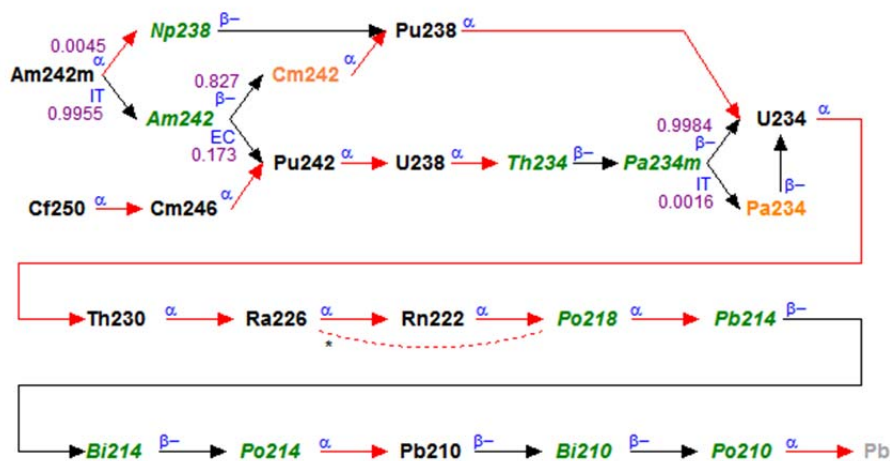 Np238 β− Pu238 α
0.0045
α
Am242m
IT
0.9955
Am242
0.827
β−
Cm242 α
EC
0.173
Pu242 α U238 α Th234 β− Pa234m
0.9984
β−
U234 α
IT
0.0016
β−
Pa234
Cf250 α Cm246 α
Th230 α Ra226 α Rn222 α Po218 α Pb214 β−
*
Bi214 β− Po214 α Pb210 β− Bi210 β− Po210 α Pb